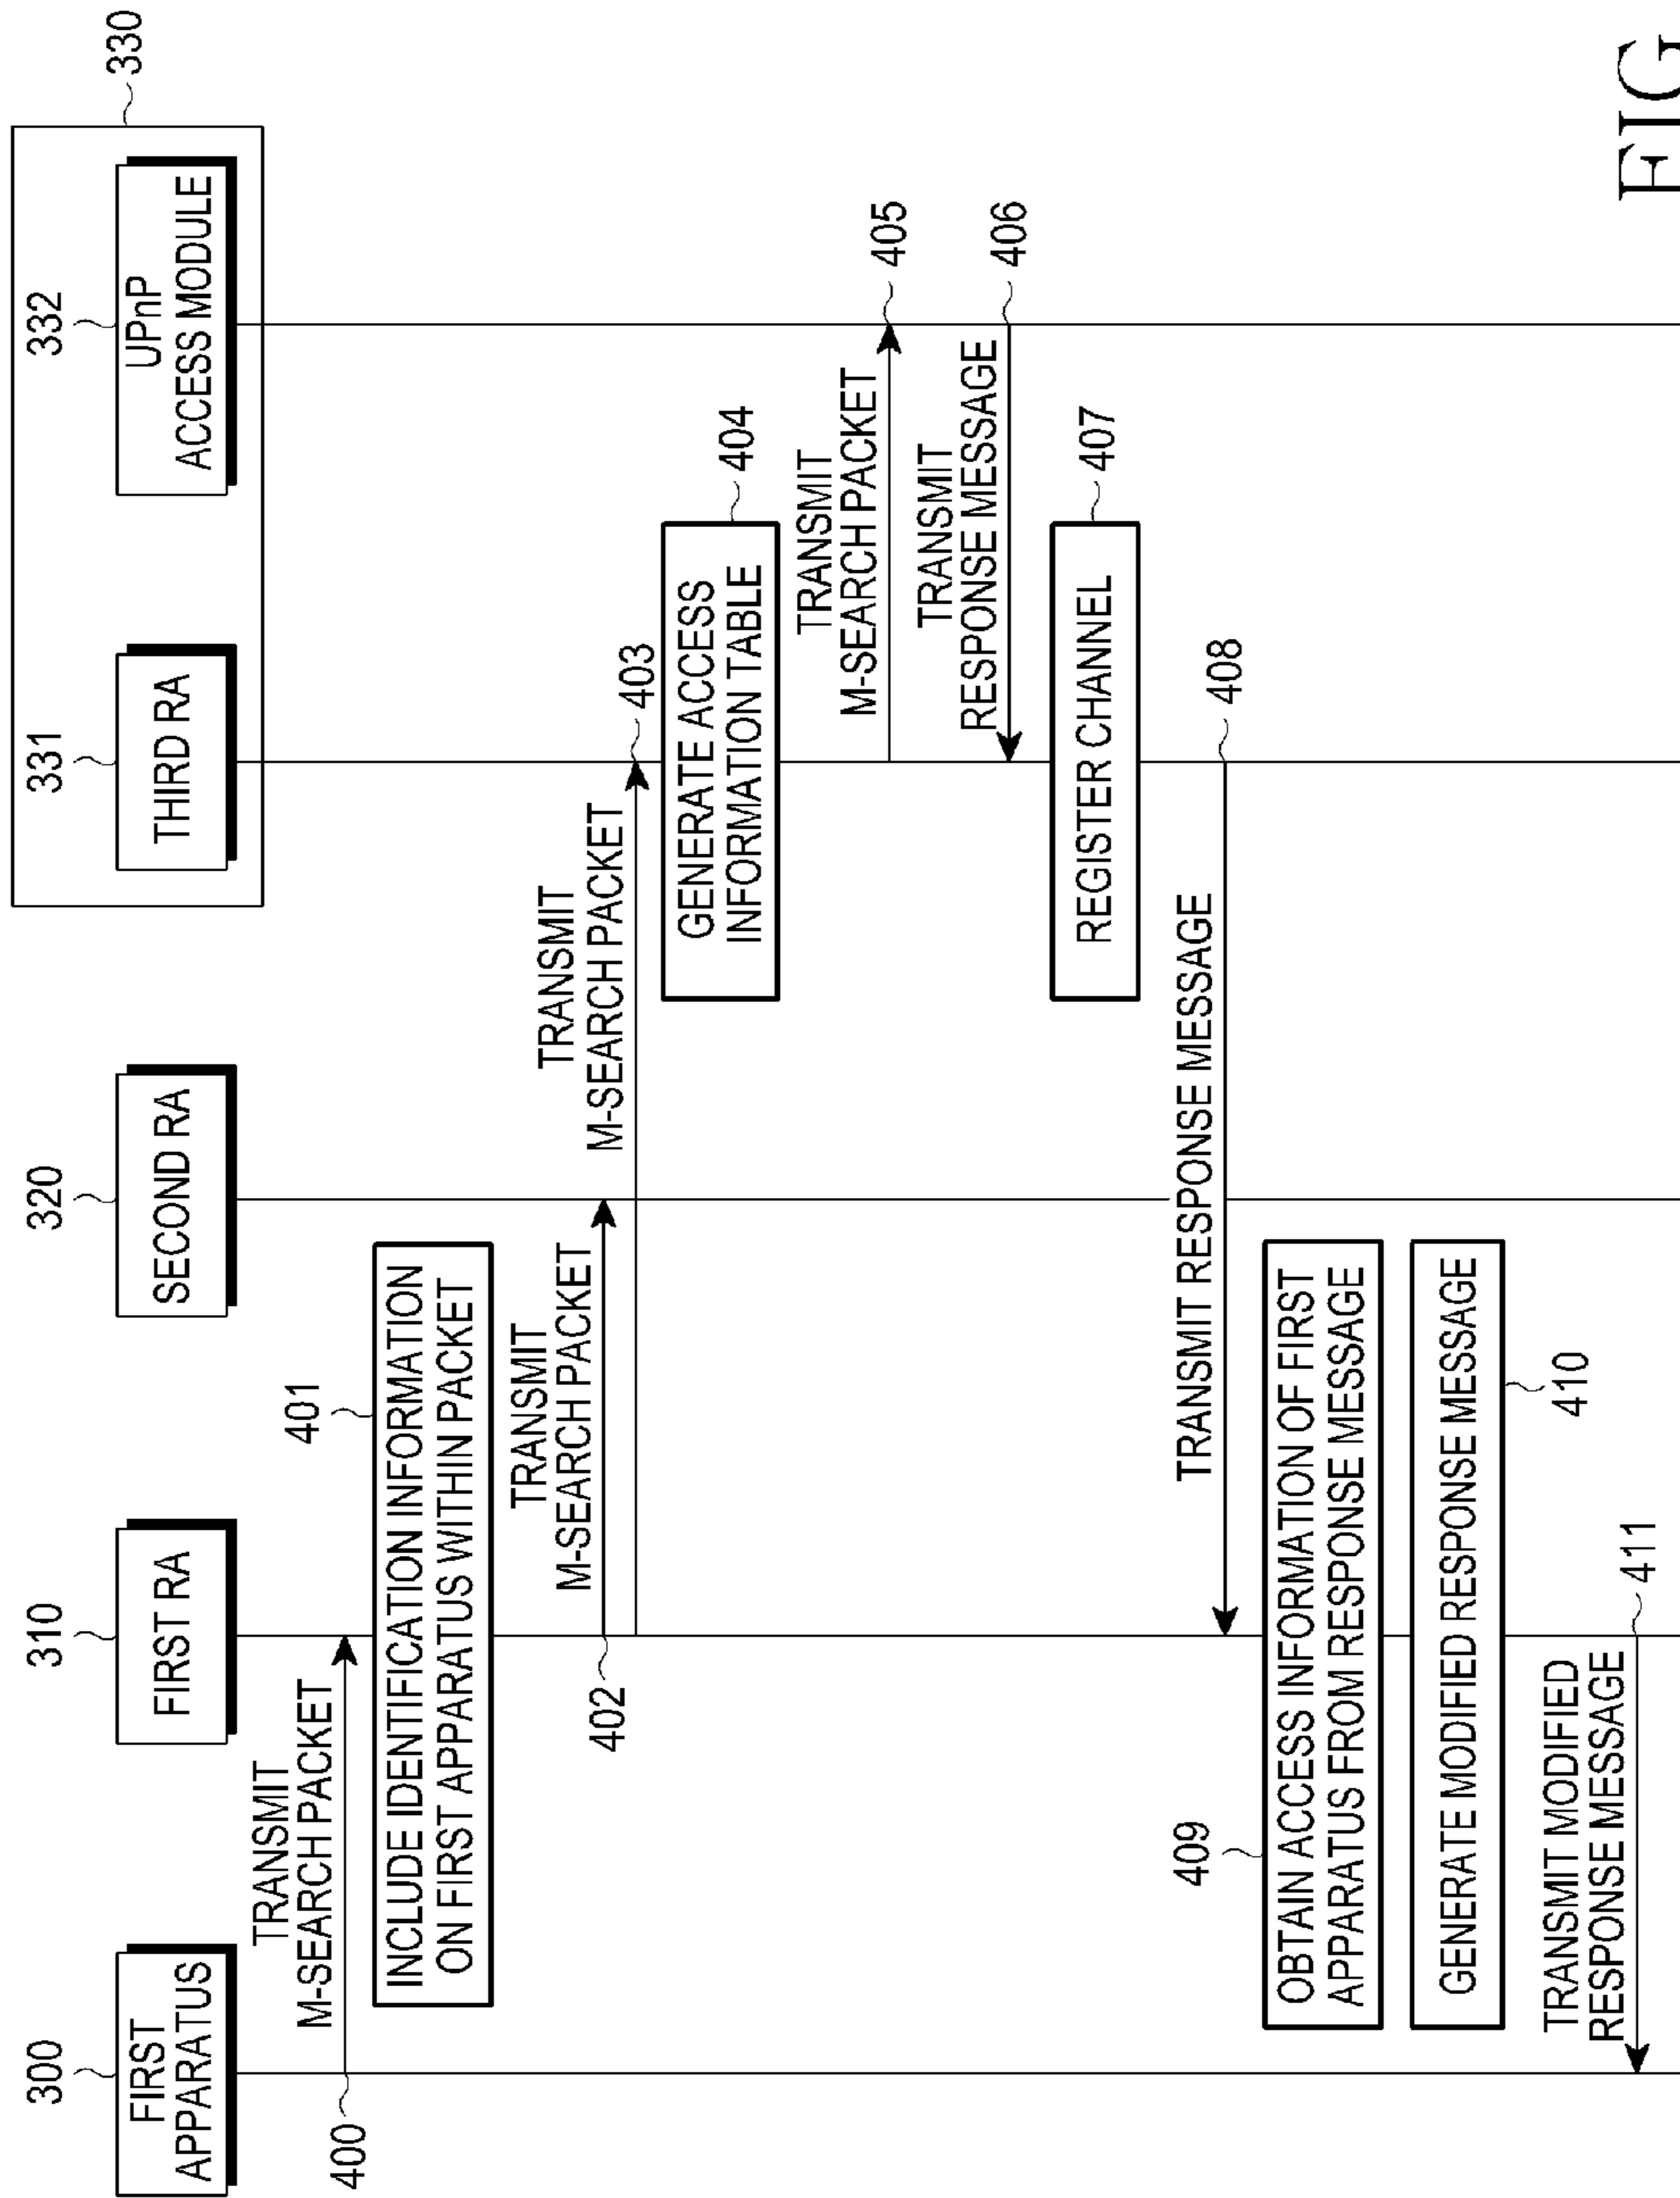 300
310
320
331
332
330
FIRST
APPARATUS
FIRST RA
SECOND RA
THIRD RA
UPnP
ACCESS MODULE
TRANSMIT
M-SEARCH PACKET
400
401
INCLUDE IDENTIFICATION INFORMATION
ON FIRST APPARATUS WITHIN PACKET
TRANSMIT
M-SEARCH PACKET
402
TRANSMIT
M-SEARCH PACKET
403
GENERATE ACCESS
INFORMATION TABLE
404
TRANSMIT
M-SEARCH PACKET
405
TRANSMIT
RESPONSE MESSAGE
406
REGISTER CHANNEL
407
TRANSMIT RESPONSE MESSAGE
408
409
OBTAIN ACCESS INFORMATION OF FIRST
APPARATUS FROM RESPONSE MESSAGE
GENERATE MODIFIED RESPONSE MESSAGE
410
TRANSMIT MODIFIED
RESPONSE MESSAGE
411
FIG